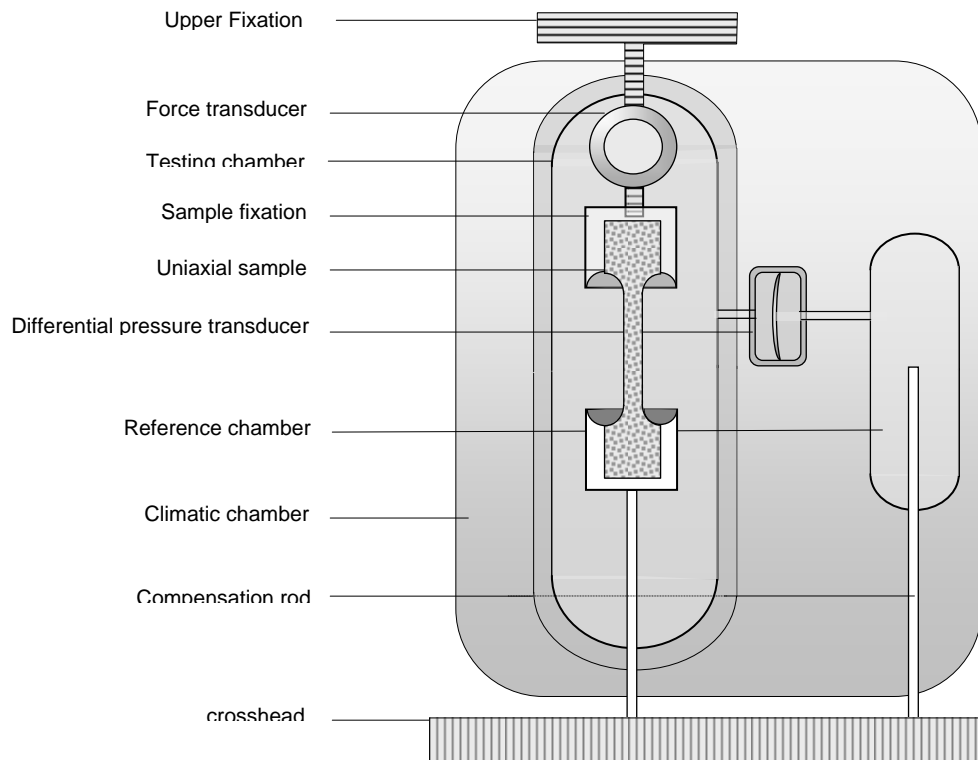 Upper Fixation
Force transducer
Testing chamber
Sample fixation
Uniaxial sample
Differential pressure transducer
Reference chamber
Climatic chamber
Compensation rod
crosshead